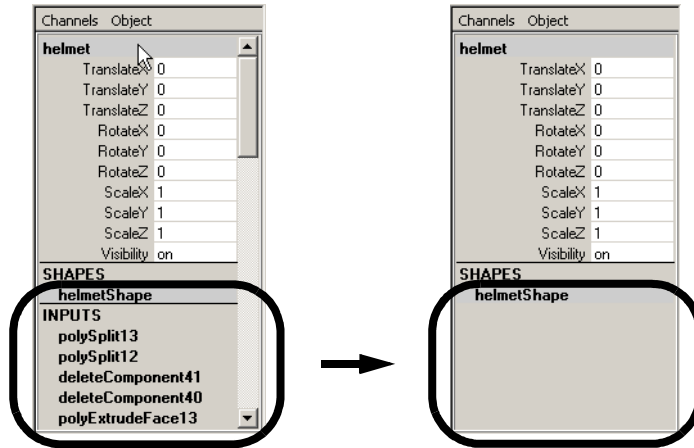 Channels Object
helmet
TranslateX 0
TranslateY 0
TranslateZ 0
RotateX 0
RotateY 0
RotateZ 0
ScaleX 1
ScaleY 1
ScaleZ 1
Visibility on
SHAPES
helmetShape
INPUTS
polySplit13
polySplit12
deleteComponent41
deleteComponent40
polyExtrudeFace13
Channels Object
helmet
TranslateX 0
TranslateY 0
TranslateZ 0
RotateX 0
RotateY 0
RotateZ 0
ScaleX 1
ScaleY 1
ScaleZ 1
Visibility on
SHAPES
helmetShape